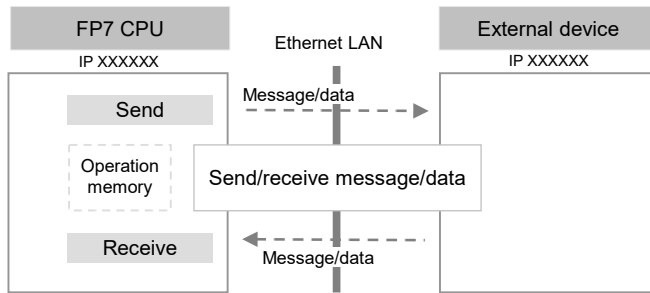 FP7 CPU
Ethernet LAN
External device
IP XXXXXX
IP XXXXXX
Message/data
Send
Operation
memory
Send/receive message/data
Receive
Message/data